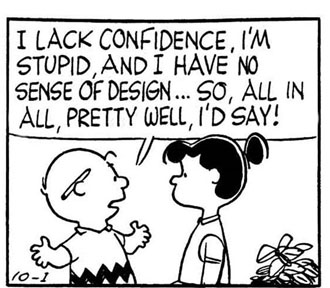 I LACK CONFIDENCE, I'M
STUPID, AND I HAVE NO
SENSE OF DESIGN... SO, ALL IN
ALL, PRETTY WELL, I'D SAY!
10-1